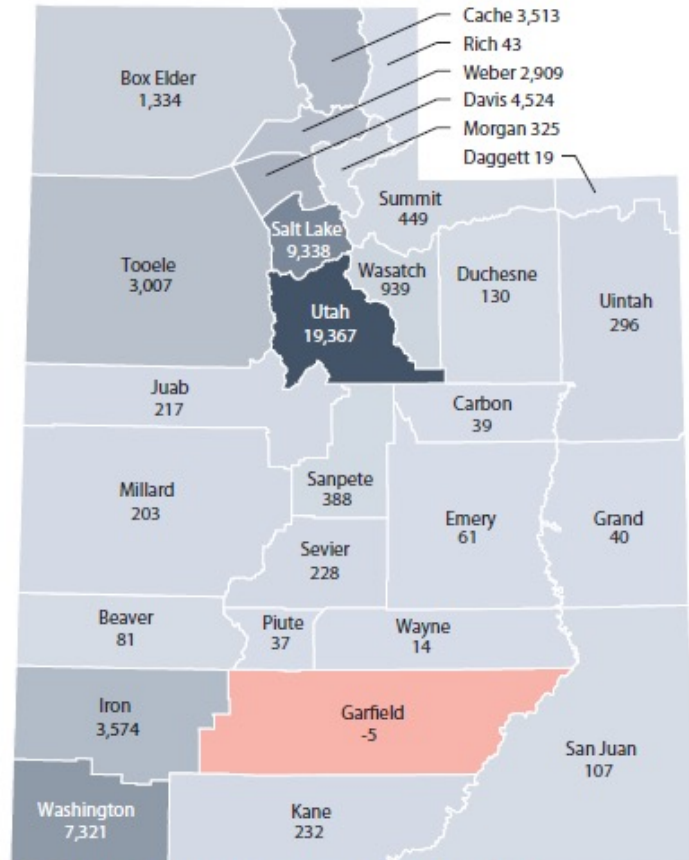 Cache 3,513
Rich 43
Weber 2,909
Davis 4,524
Morgan 325
Daggett 19
Box Elder
1,334
Summit
449
Salt Lake
9,338
Tooele
3,007
Wasatch
939
Duchesne
130
Uintah
296
Utah
19,367
Juab
217
Carbon
39
Sanpete
388
Millard
203
Emery
61
Grand
40
Sevier
228
Beaver
81
Piute
37
Wayne
14
Iron
3,574
Garfield
-5
San Juan
107
Washington
7,321
Kane
232